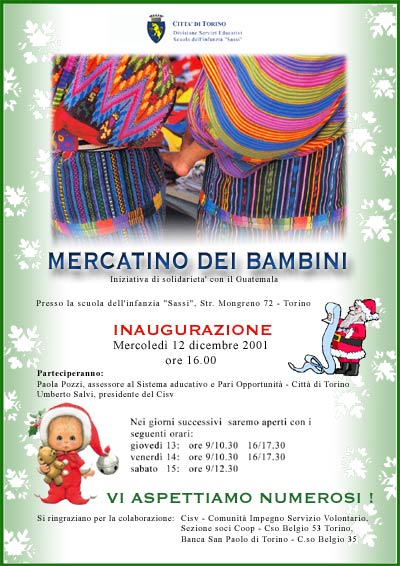 CITTA' DI TORINO
Divisione Servizi Educativi
Scuola dell'infanzia "Sassi"
MERCATINO DEI BAMBINI
Iniziativa di solidarieta' con il Guatemala
Presso la scuola dell'infanzia "Sassi", Str. Mongreno 72 - Torino
INAUGURAZIONE
Mercoledì 12 dicembre 2001
ore 16.00
Parteciperanno:
Paola Pozzi, assessore al Sistema aducativo e Pari Opportunità - Città di Torino
Umberto Salvi, presidente del Cisv
Nei giorni successivi saremo aperti con i
seguenti orari:
giovedì 13: ore 9/10.30 16/17.30
venerdì 14: ore 9/10.30 16/17.30
sabato 15: ore 9/12.30
VI ASPETTIAMO NUMEROSI !
Si ringraziano per la colaborazione: Cisv - Comunità Impegno Servizio Volontario,
Sezione soci Coop - Cso Belgio 53 Torino,
Banca San Paolo di Torino - C.so Belgio 35